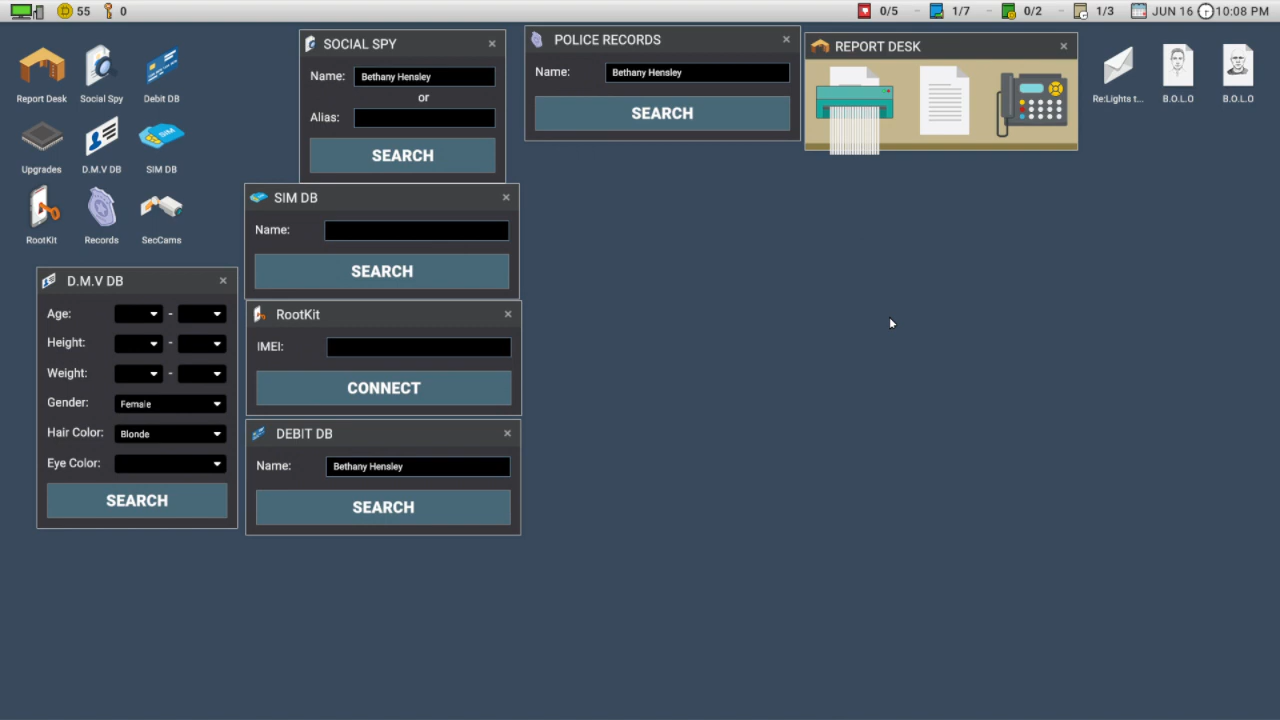 55
0
0/5
1/7
0/2
1/3
JUN 16
10:08 PM
Report Desk
Social Spy
Debit DB
Upgrades
D.M.V DB
SIM DB
SIM
RootKit
Records
SecCams
SOCIAL SPY
Name:
Bethany Hensley
or
Alias:
SEARCH
POLICE RECORDS
Name:
Bethany Hensley
SEARCH
REPORT DESK
Re:Lights t...
B.O.L.O
B.O.L.O
SIM DB
Name:
SEARCH
D.M.V DB
Age:
-
Height:
-
Weight:
-
Gender:
Female
Hair Color:
Blonde
Eye Color:
SEARCH
RootKit
IMEI:
CONNECT
DEBIT DB
Name:
Bethany Hensley
SEARCH